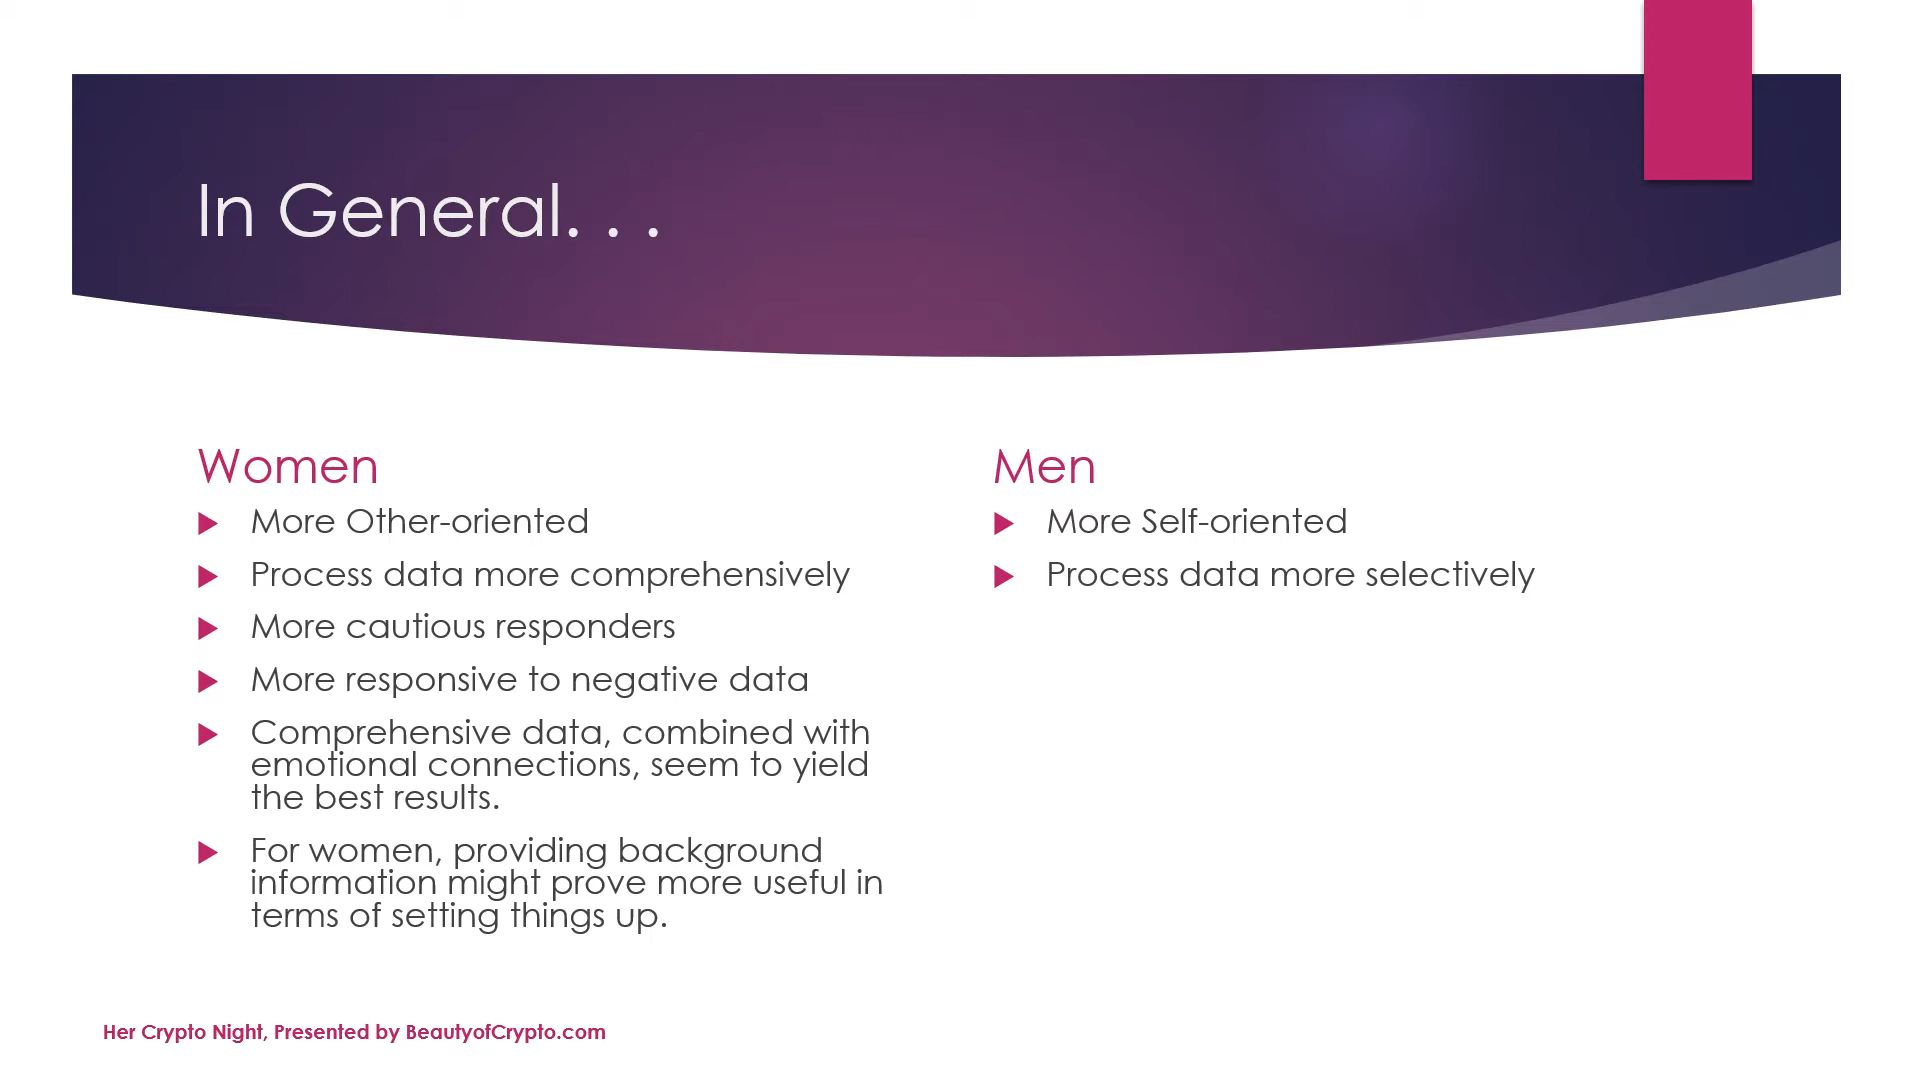 In General. . .
Women
More Other-oriented
Process data more comprehensively
More cautious responders
More responsive to negative data
Comprehensive data, combined with
emotional connections, seem to yield
the best results.
For women, providing background
information might prove more useful in
terms of setting things up.
Men
More Self-oriented
Process data more selectively
Her Crypto Night, Presented by BeautyofCrypto.com